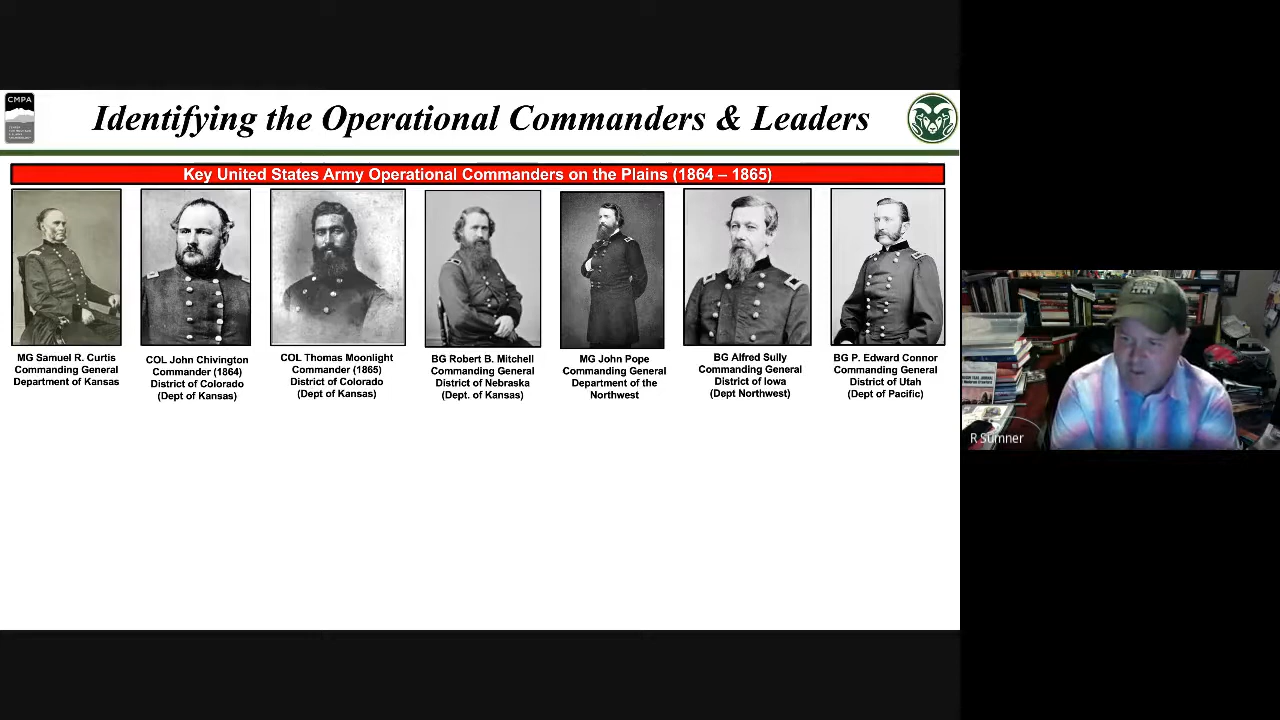 CMPA
Identifying the Operational Commanders & Leaders
Key United States Army Operational Commanders on the Plains (1864 – 1865)
MG Samuel R. Curtis
Commanding General
Department of Kansas
COL John Chivington
Commander (1864)
District of Colorado
(Dept of Kansas)
COL Thomas Moonlight
Commander (1865)
District of Colorado
(Dept of Kansas)
BG Robert B. Mitchell
Commanding General
District of Nebraska
(Dept. of Kansas)
MG John Pope
Commanding General
Department of the
Northwest
BG Alfred Sully
Commanding General
District of Iowa
(Dept Northwest)
BG P. Edward Connor
Commanding General
District of Utah
(Dept of Pacific)
R Sumner